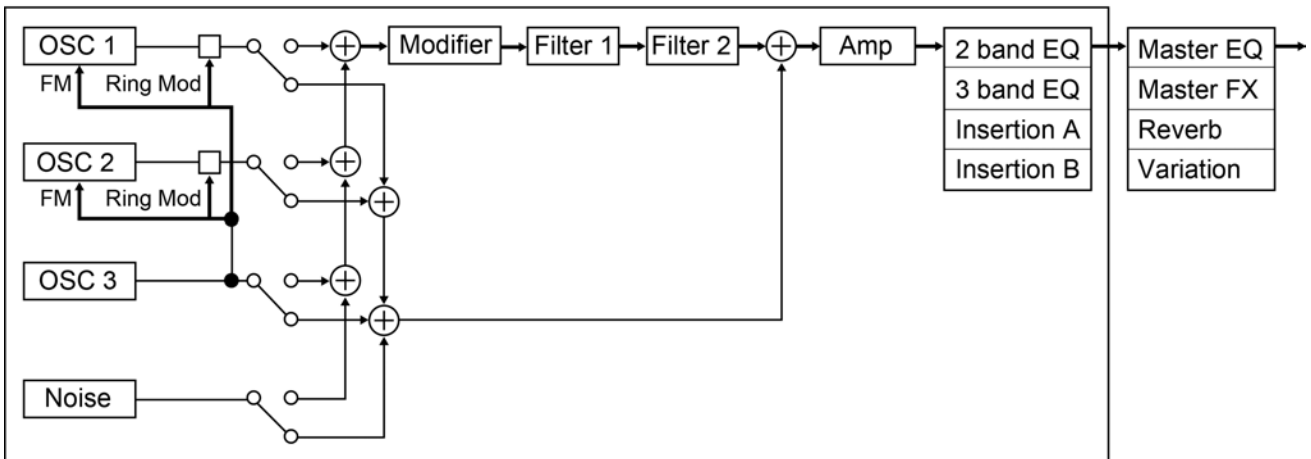 OSC 1
FM
Ring Mod
Modifier
Filter 1
Filter 2
Amp
2 band EQ
3 band EQ
Insertion A
Insertion B
Master EQ
Master FX
Reverb
Variation
OSC 2
FM
Ring Mod
OSC 3
Noise